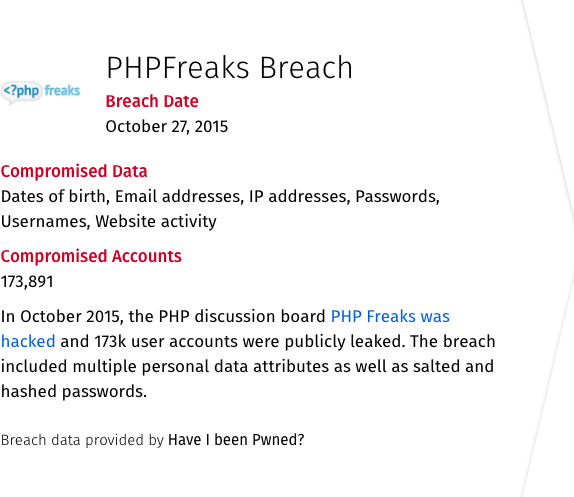 PHPFreaks Breach
<?php freaks
Breach Date
October 27, 2015
Compromised Data
Dates of birth, Email addresses, IP addresses, Passwords,
Usernames, Website activity
Compromised Accounts
173,891
In October 2015, the PHP discussion board PHP Freaks was
hacked and 173k user accounts were publicly leaked. The breach
included multiple personal data attributes as well as salted and
hashed passwords.
Breach data provided by Have I been Pwned?